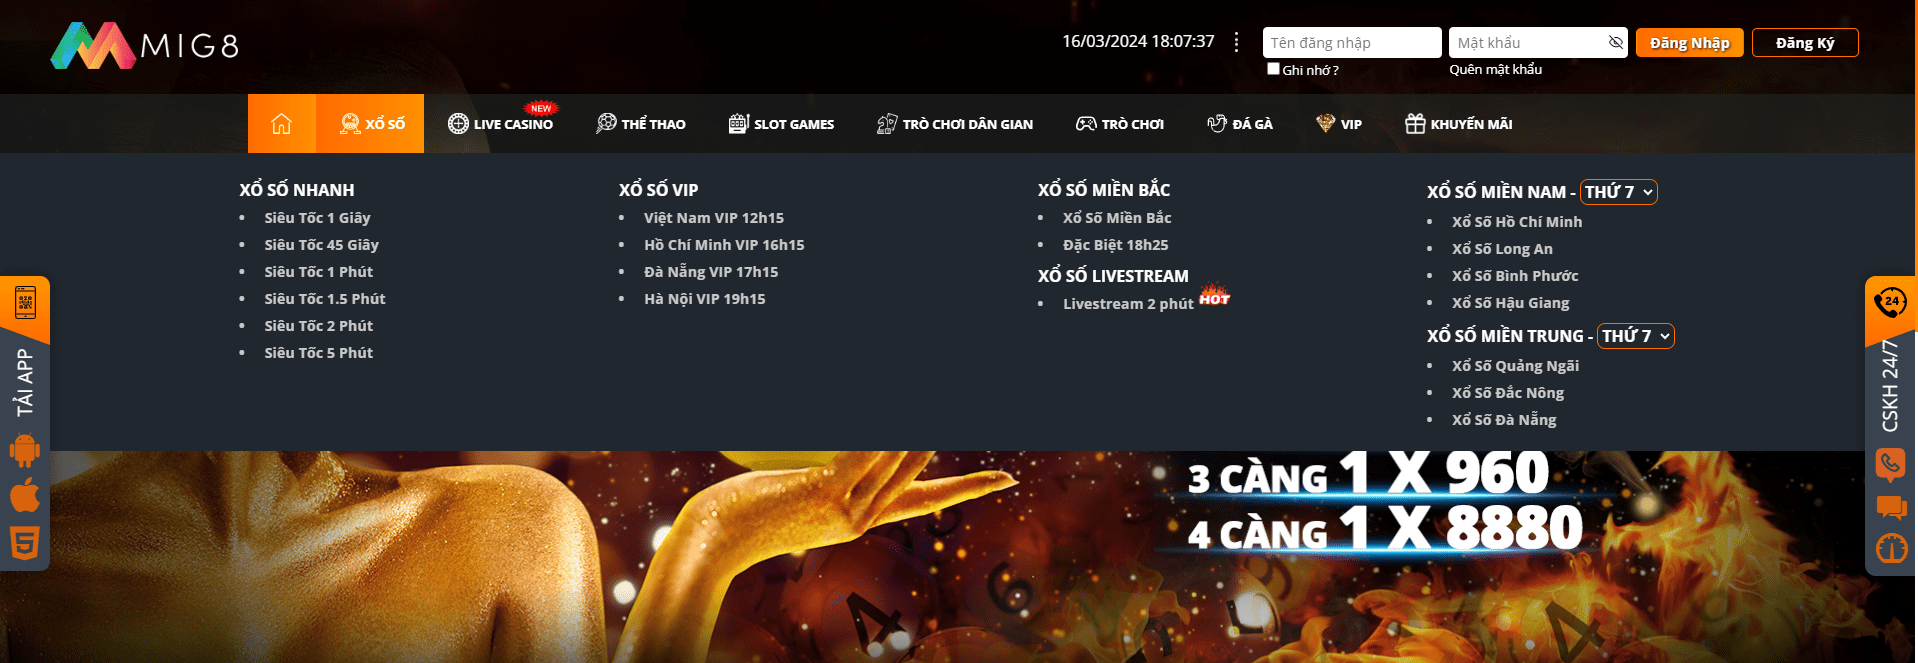 MIG8
16/03/2024 18:07:37
Tên đăng nhập
Mật khẩu
Đăng Nhập
Đăng Ký
Ghi nhớ ?
Quên mật khẩu
XỔ SỐ
LIVE CASINO
NEW
THỂ THAO
SLOT GAMES
TRÒ CHƠI DÂN GIAN
TRÒ CHƠI
ĐÁ GÀ
VIP
KHUYẾN MÃI
XỔ SỐ NHANH
Siêu Tốc 1 Giây
Siêu Tốc 45 Giây
Siêu Tốc 1 Phút
Siêu Tốc 1.5 Phút
Siêu Tốc 2 Phút
Siêu Tốc 5 Phút
XỔ SỐ VIP
Việt Nam VIP 12h15
Hồ Chí Minh VIP 16h15
Đà Nẵng VIP 17h15
Hà Nội VIP 19h15
XỔ SỐ MIỀN BẮC
Xổ Số Miền Bắc
Đặc Biệt 18h25
XỔ SỐ LIVESTREAM
Livestream 2 phút HOT
XỔ SỐ MIỀN NAM - THỨ 7
Xổ Số Hồ Chí Minh
Xổ Số Long An
Xổ Số Bình Phước
Xổ Số Hậu Giang
XỔ SỐ MIỀN TRUNG - THỨ 7
Xổ Số Quảng Ngãi
Xổ Số Đắc Nông
Xổ Số Đà Nẵng
TẢI APP
5
24
CSKH 24/7
3 CÀNG 1 X 960
4 CÀNG 1 X 8880